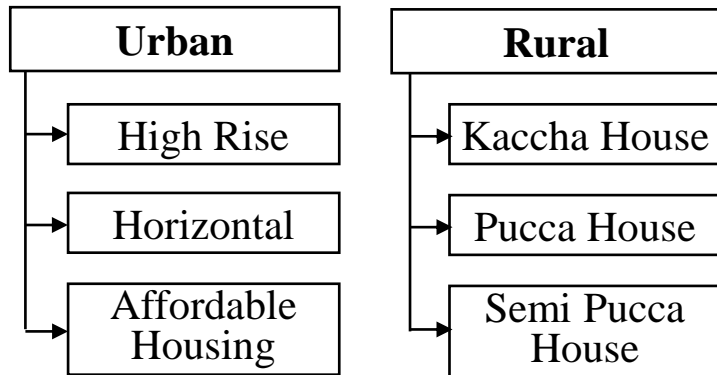 Urban
High Rise
Horizontal
Affordable
Housing
Rural
Kaccha House
Pucca House
Semi Pucca
House